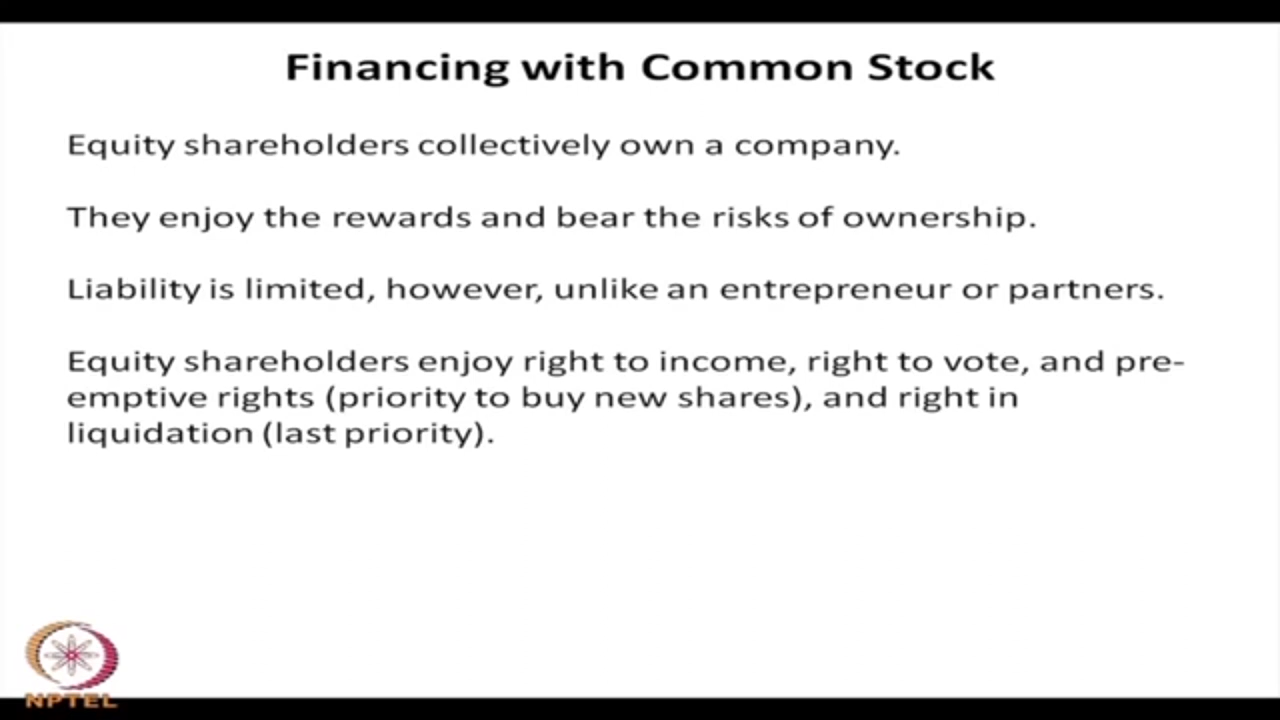 Financing with Common Stock
Equity shareholders collectively own a company.
They enjoy the rewards and bear the risks of ownership.
Liability is limited, however, unlike an entrepreneur or partners.
Equity shareholders enjoy right to income, right to vote, and pre-
emptive rights (priority to buy new shares), and right in
liquidation (last priority).
NPTEL